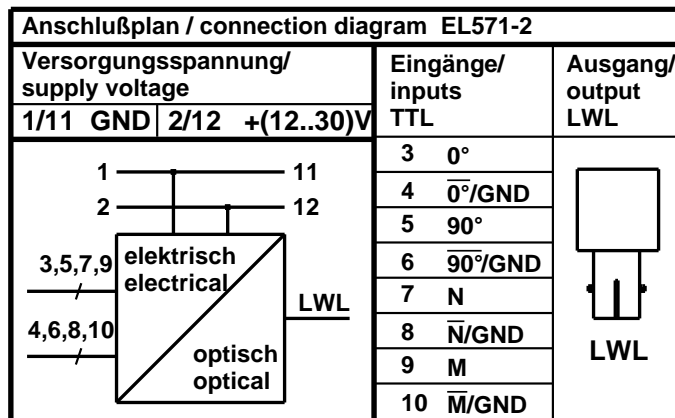 Anschlußplan / connection diagram EL571-2
Versorgungsspannung/
supply voltage
1/11 GND 2/12 +(12..30)V
Eingänge/
inputs
TTL
Ausgang/
output
LWL
1 11
2 12
3,5,7,9
elektrisch
electrical
LWL
4,6,8,10
optisch
optical
3 0°
4 0̅°̅/GND
5 90°
6 9̅0̅°̅/GND
7 N
8 N̅/GND
9 M
10 M̅/GND
LWL